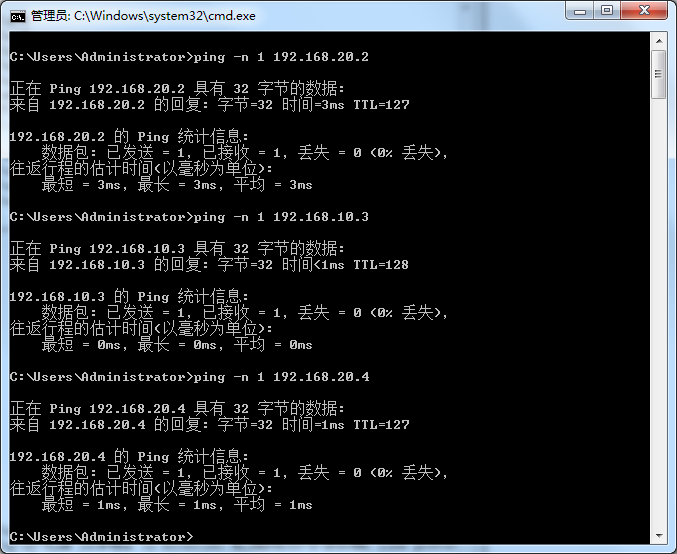 管理员: C:\Windows\system32\cmd.exe
C:\Users\Administrator>ping -n 1 192.168.20.2
正在 Ping 192.168.20.2 具有 32 字节的数据:
来自 192.168.20.2 的回复: 字节=32 时间=3ms TTL=127
192.168.20.2 的 Ping 统计信息:
数据包: 已发送 = 1, 已接收 = 1, 丢失 = 0 (0% 丢失),
往返行程的估计时间(以毫秒为单位):
最短 = 3ms, 最长 = 3ms, 平均 = 3ms
C:\Users\Administrator>ping -n 1 192.168.10.3
正在 Ping 192.168.10.3 具有 32 字节的数据:
来自 192.168.10.3 的回复: 字节=32 时间<1ms TTL=128
192.168.10.3 的 Ping 统计信息:
数据包: 已发送 = 1, 已接收 = 1, 丢失 = 0 (0% 丢失),
往返行程的估计时间(以毫秒为单位):
最短 = 0ms, 最长 = 0ms, 平均 = 0ms
C:\Users\Administrator>ping -n 1 192.168.20.4
正在 Ping 192.168.20.4 具有 32 字节的数据:
来自 192.168.20.4 的回复: 字节=32 时间=1ms TTL=127
192.168.20.4 的 Ping 统计信息:
数据包: 已发送 = 1, 已接收 = 1, 丢失 = 0 (0% 丢失),
往返行程的估计时间(以毫秒为单位):
最短 = 1ms, 最长 = 1ms, 平均 = 1ms
C:\Users\Administrator>